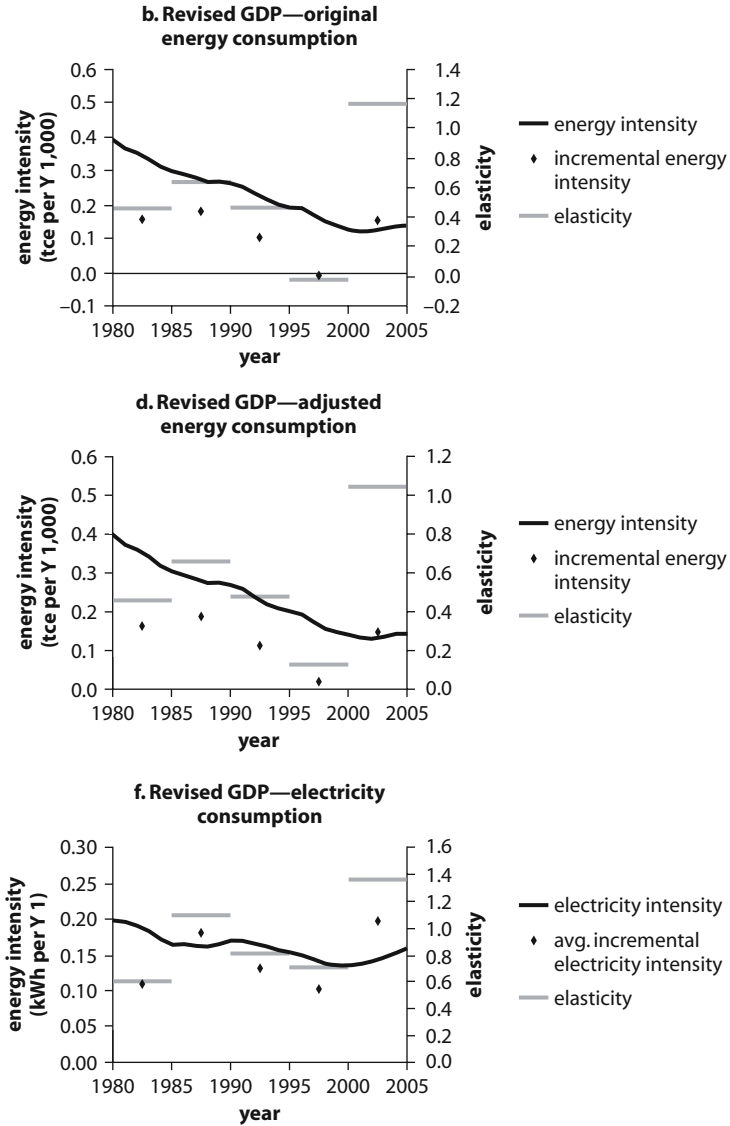 b. Revised GDP—original
energy consumption
0.6
0.5
0.4
0.3
0.2
0.1
0.0
–0.1
energy intensity
(tce per Y 1,000)
1.4
1.2
1.0
0.8
0.6
0.4
0.2
0.0
–0.2
elasticity
1980 1985 1990 1995 2000 2005
year
energy intensity
incremental energy
intensity
elasticity
d. Revised GDP—adjusted
energy consumption
0.6
0.5
0.4
0.3
0.2
0.1
0.0
energy intensity
(tce per Y 1,000)
1.2
1.0
0.8
0.6
0.4
0.2
0.0
elasticity
1980 1985 1990 1995 2000 2005
year
energy intensity
incremental energy
intensity
elasticity
f. Revised GDP—electricity
consumption
0.30
0.25
0.20
0.15
0.10
0.05
0.00
energy intensity
(kWh per Y 1)
1.6
1.4
1.2
1.0
0.8
0.6
0.4
0.2
0.0
elasticity
1980 1985 1990 1995 2000 2005
year
electricity intensity
avg. incremental
electricity intensity
elasticity